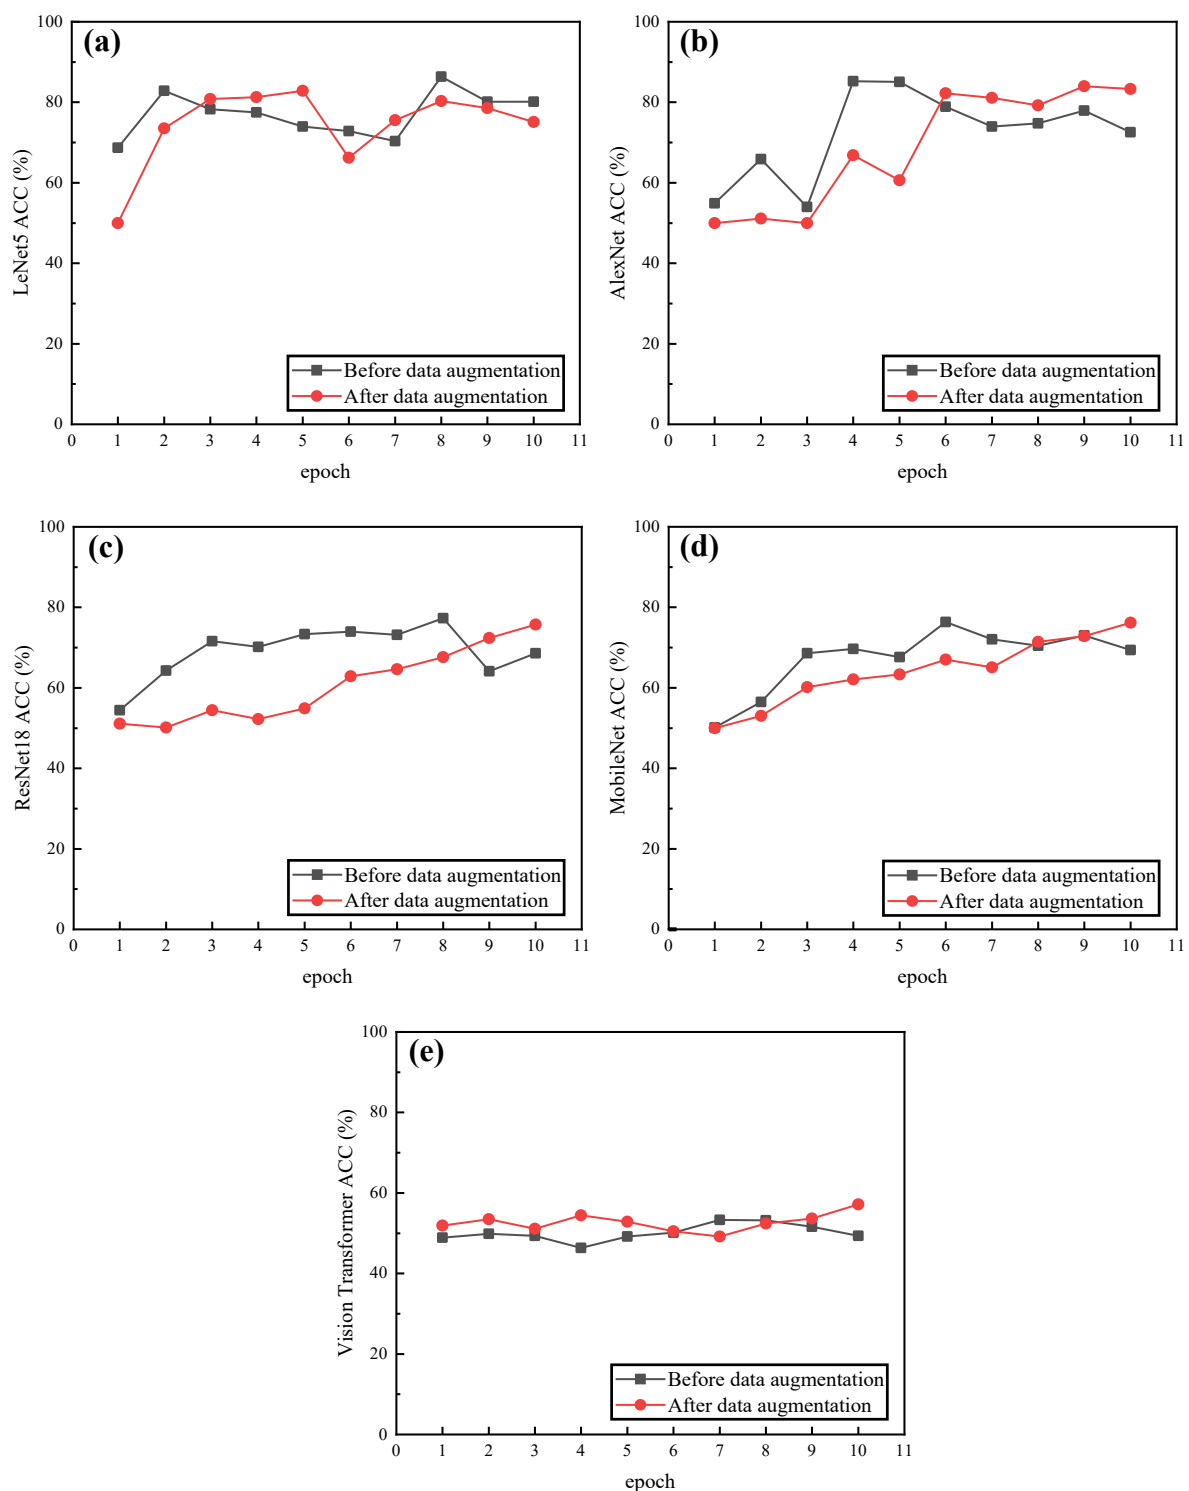 (a)
LeNet5 ACC (%)
100
80
60
40
20
0
Before data augmentation
After data augmentation
0 1 2 3 4 5 6 7 8 9 10 11
epoch
(b)
AlexNet ACC (%)
100
80
60
40
20
0
Before data augmentation
After data augmentation
0 1 2 3 4 5 6 7 8 9 10 11
epoch
(c)
ResNet18 ACC (%)
100
80
60
40
20
0
Before data augmentation
After data augmentation
0 1 2 3 4 5 6 7 8 9 10 11
epoch
(d)
MobileNet ACC (%)
100
80
60
40
20
0
Before data augmentation
After data augmentation
0 1 2 3 4 5 6 7 8 9 10 11
epoch
(e)
Vision Transformer ACC (%)
100
80
60
40
20
0
Before data augmentation
After data augmentation
0 1 2 3 4 5 6 7 8 9 10 11
epoch